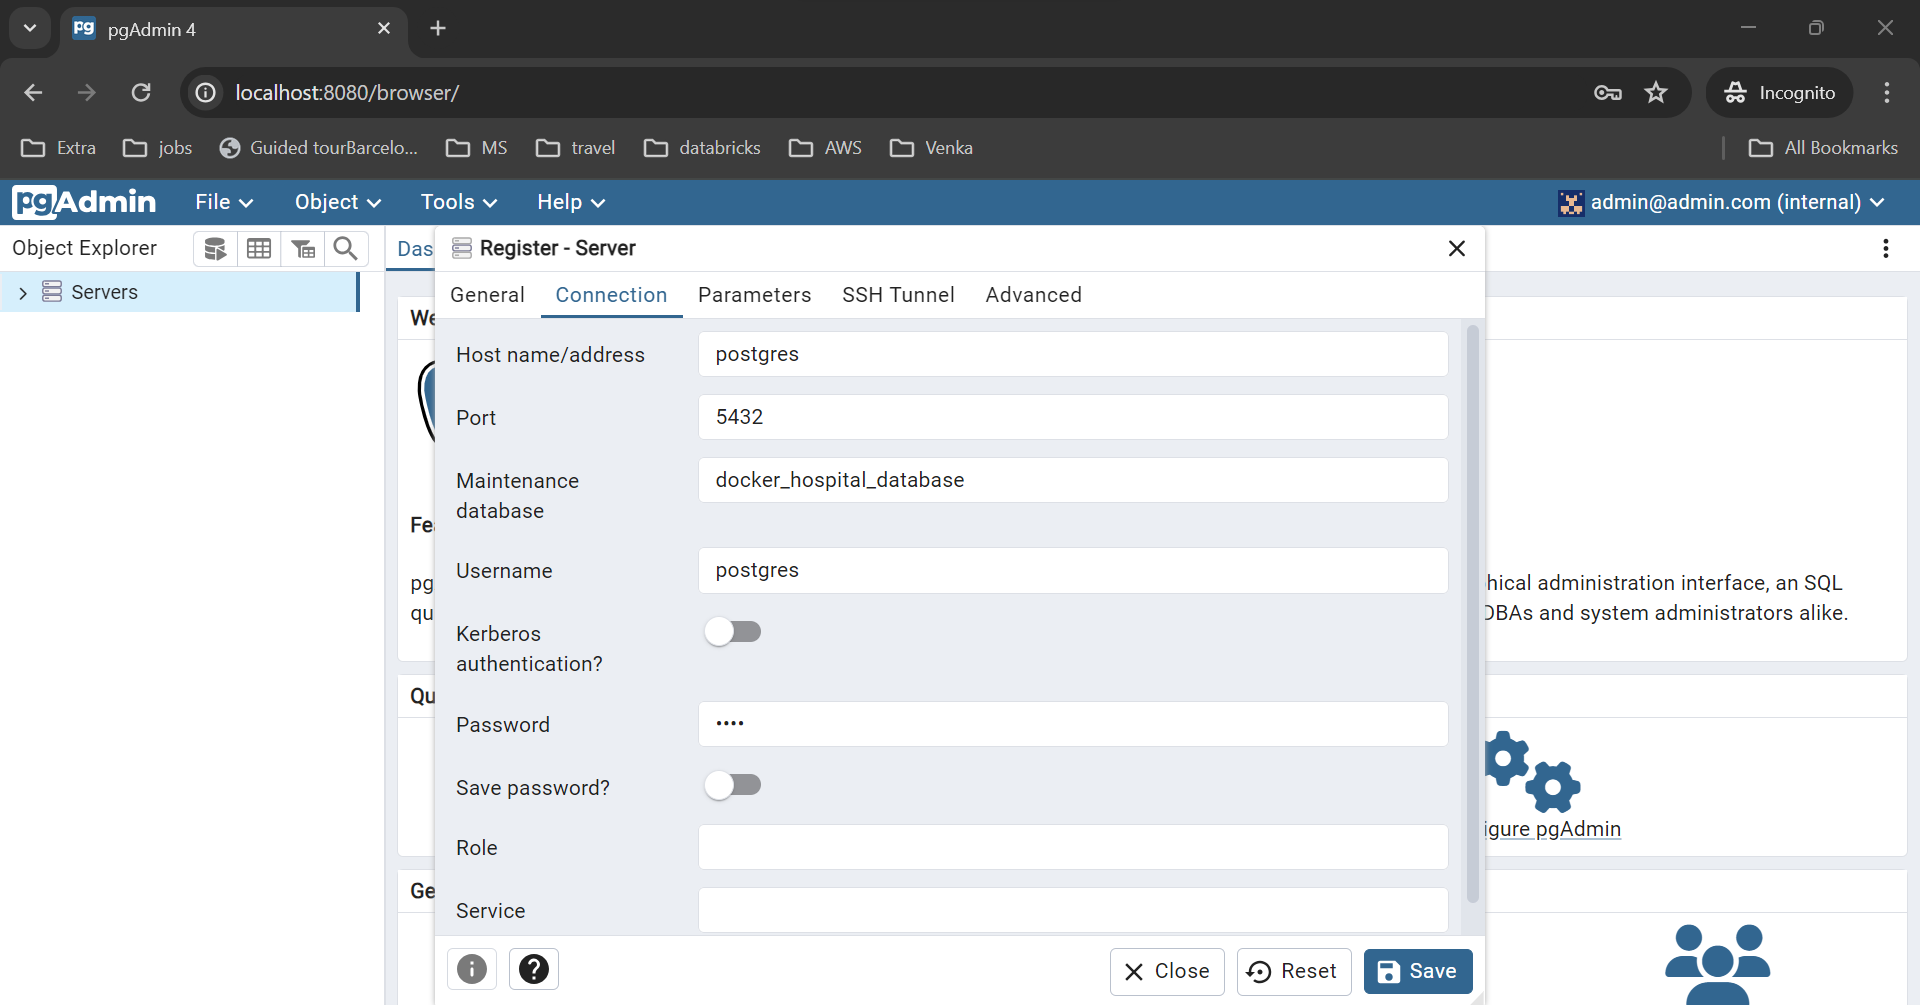 pg pgAdmin 4
localhost:8080/browser/
Incognito
Extra jobs Guided tourBarcelo... MS travel databricks AWS Venka All Bookmarks
pgAdmin File Object Tools Help admin@admin.com (internal)
Object Explorer
Das
Register - Server
Servers
General Connection Parameters SSH Tunnel Advanced
We
Host name/address postgres
Port 5432
Maintenance
database
docker_hospital_database
Fe
Username postgres
pg
hical administration interface, an SQL
qu
DBAs and system administrators alike.
Kerberos
authentication?
Qu
Password ••••
Save password?
igure pgAdmin
Role
Ge
Service
i ? Close Reset Save